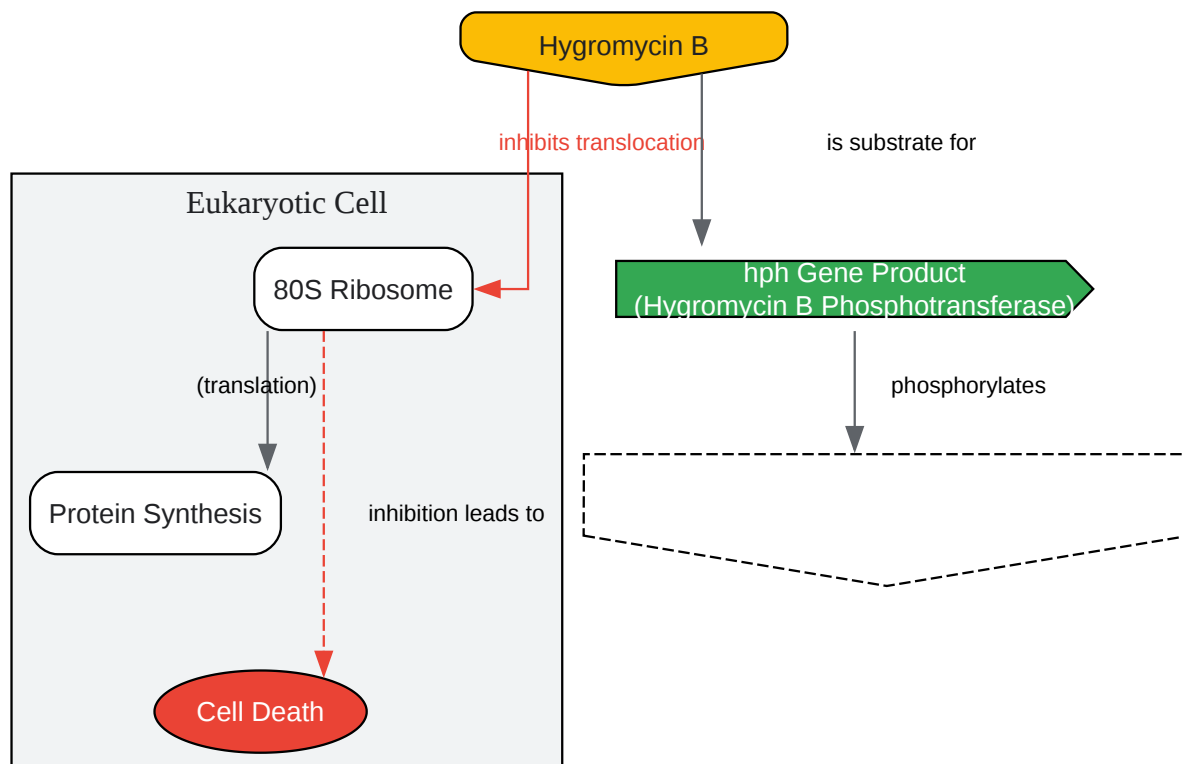 Hygromycin B
inhibits translocation
is substrate for
Eukaryotic Cell
80S Ribosome
hph Gene Product
(Hygromycin B Phosphotransferase)
(translation)
phosphorylates
Protein Synthesis
inhibition leads to
Cell Death